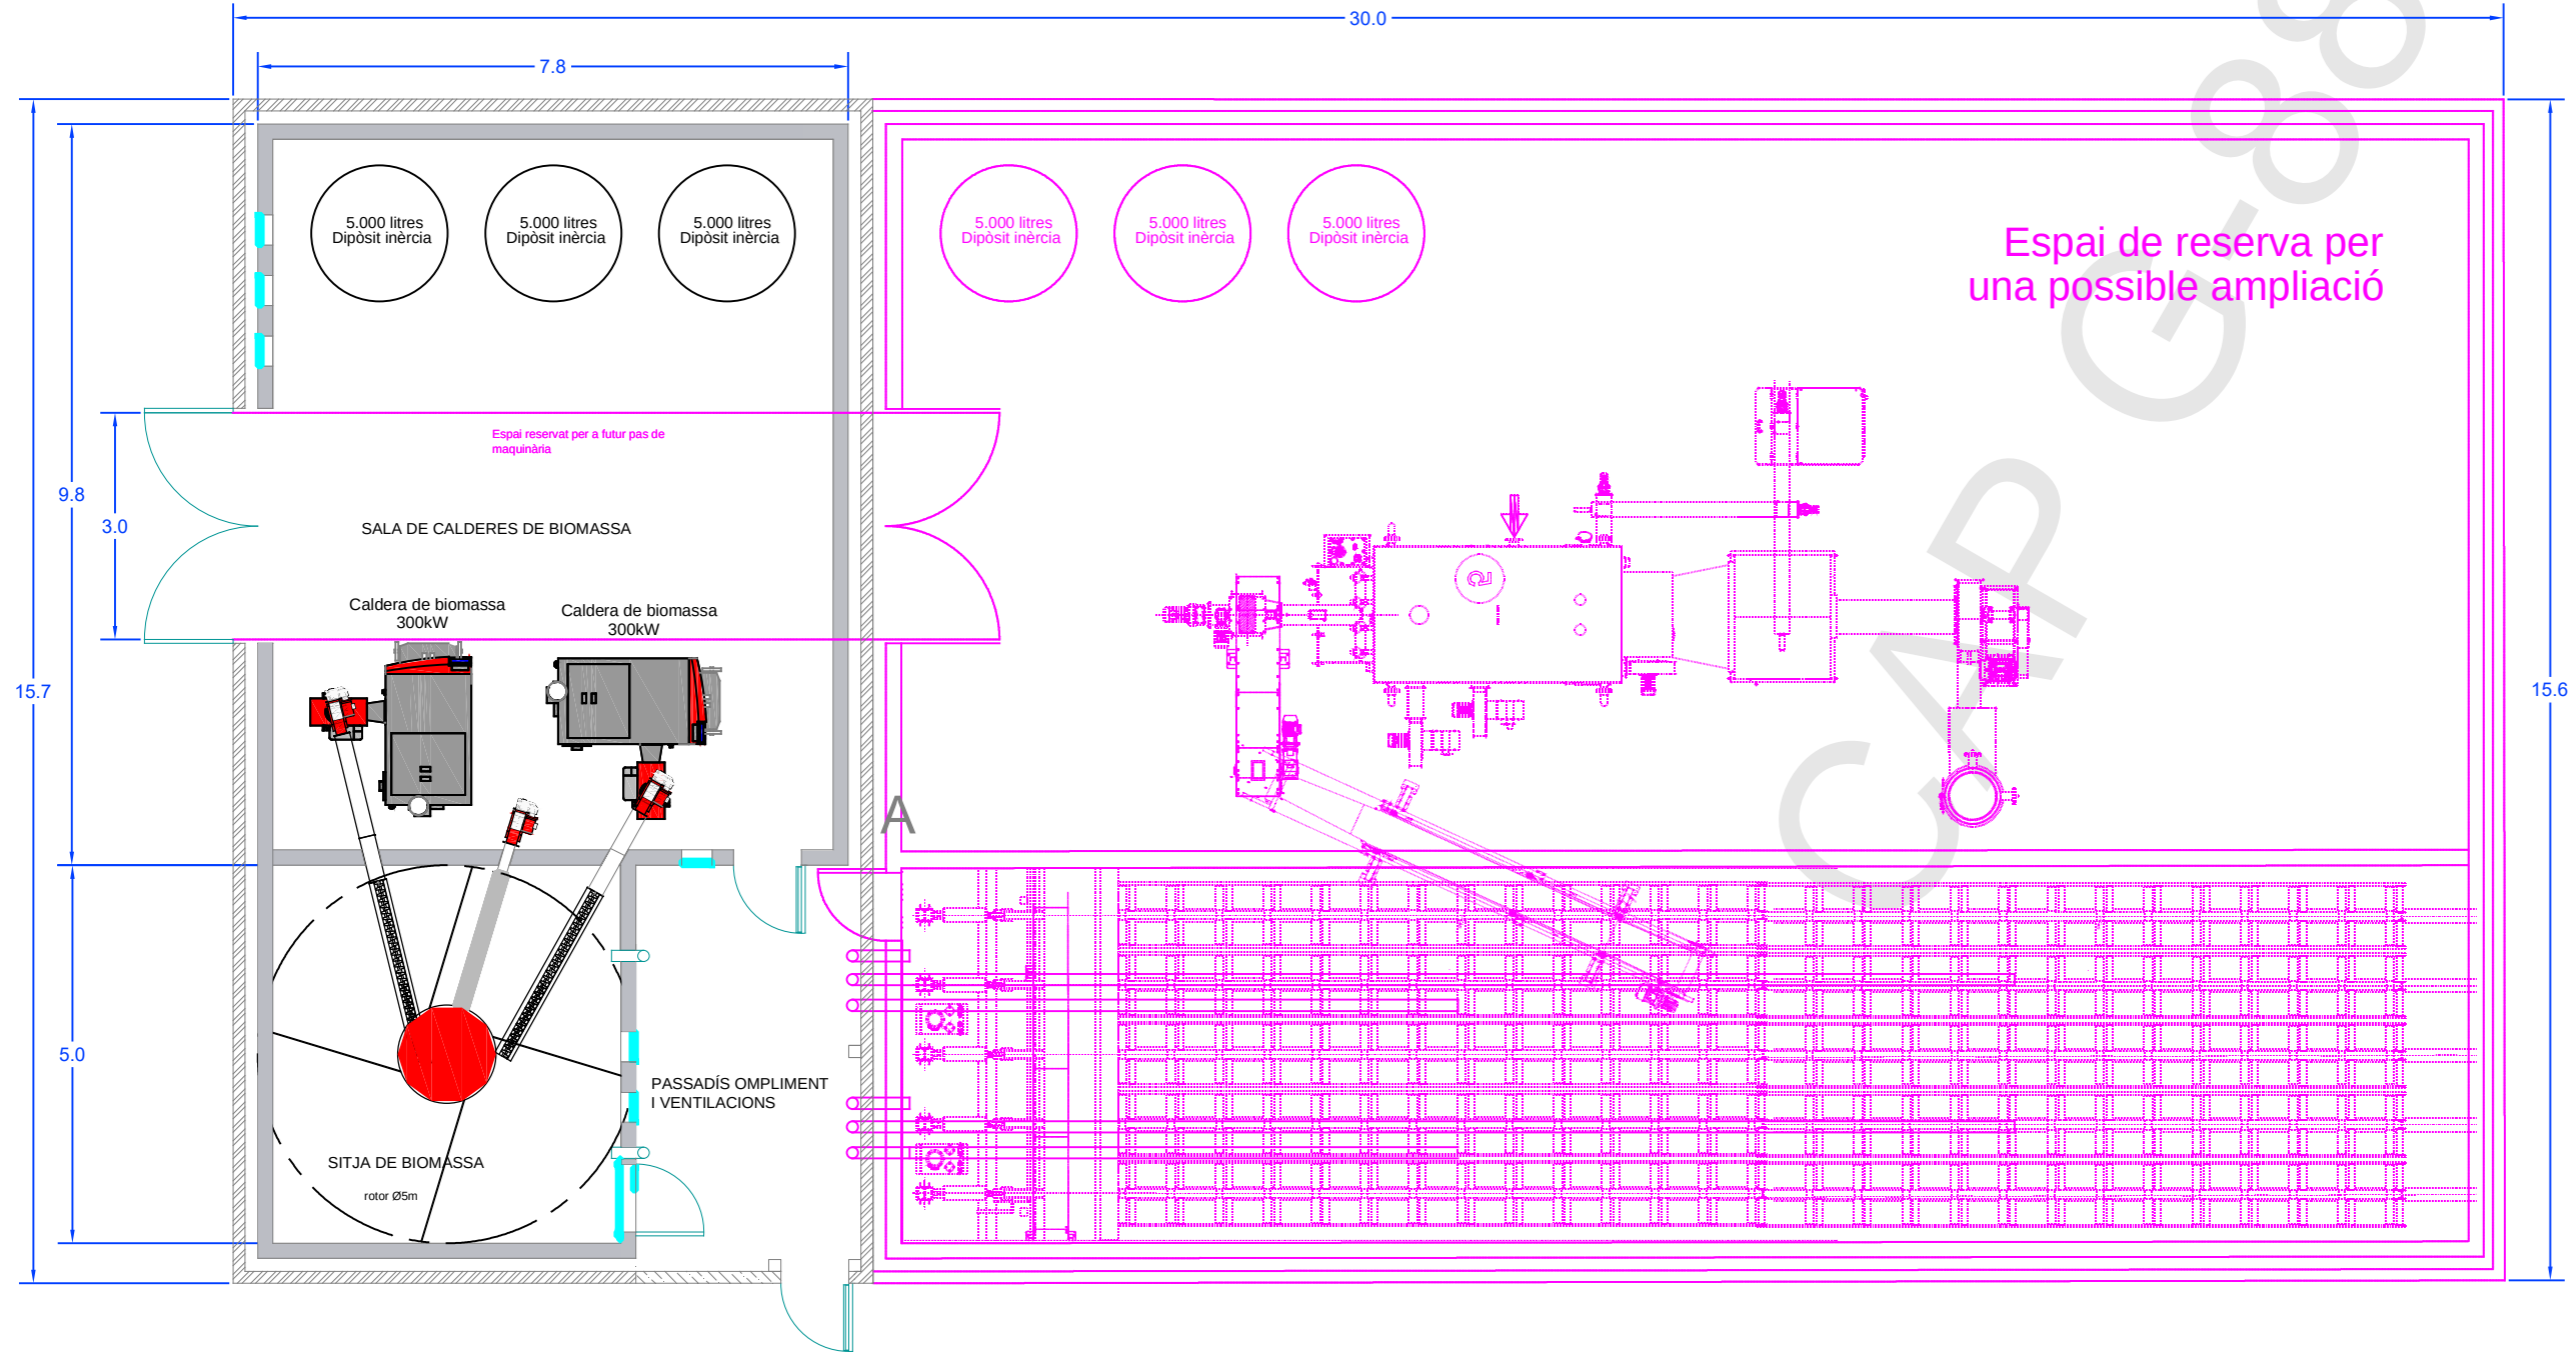 30.0
7.8
5.000 litres
Dipòsit inèrcia
5.000 litres
Dipòsit inèrcia
5.000 litres
Dipòsit inèrcia
5.000 litres
Dipòsit inèrcia
5.000 litres
Dipòsit inèrcia
5.000 litres
Dipòsit inèrcia
Espai de reserva per
una possible ampliació
Espai reservat per a futur pas de
maquinària
9.8
3.0
SALA DE CALDERES DE BIOMASSA
Caldera de biomassa
300kW
Caldera de biomassa
300kW
15.7
15.6
A
5.0
PASSADÍS OMPLIMENT
I VENTILACIONS
SITJA DE BIOMASSA
rotor Ø5m
CAP G-88